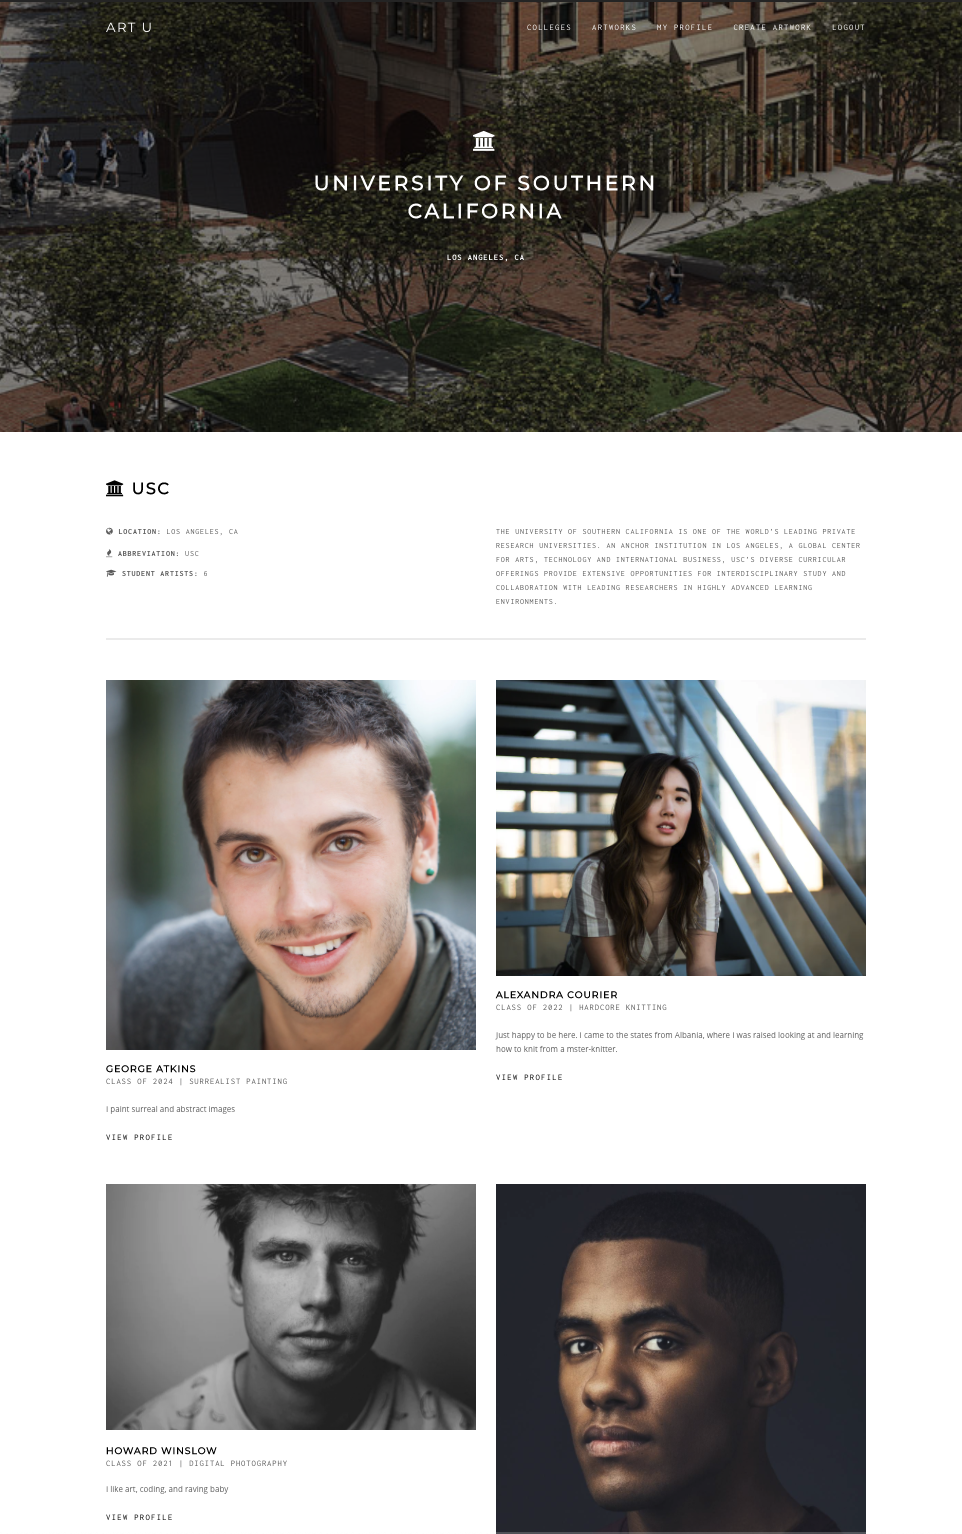 ART U
COLLEGES ARTWORKS MY PROFILE CREATE ARTWORK LOGOUT
UNIVERSITY OF SOUTHERN
CALIFORNIA
LOS ANGELES, CA
USC
LOCATION: LOS ANGELES, CA
ABBREVIATION: USC
STUDENT ARTISTS: 6
THE UNIVERSITY OF SOUTHERN CALIFORNIA IS ONE OF THE WORLD'S LEADING PRIVATE
RESEARCH UNIVERSITIES. AN ANCHOR INSTITUTION IN LOS ANGELES, A GLOBAL CENTER
FOR ARTS, TECHNOLOGY AND INTERNATIONAL BUSINESS, USC'S DIVERSE CURRICULAR
OFFERINGS PROVIDE EXTENSIVE OPPORTUNITIES FOR INTERDISCIPLINARY STUDY AND
COLLABORATION WITH LEADING RESEARCHERS IN HIGHLY ADVANCED LEARNING
ENVIRONMENTS.
GEORGE ATKINS
CLASS OF 2024 | SURREALIST PAINTING
I paint surreal and abstract images
VIEW PROFILE
ALEXANDRA COURIER
CLASS OF 2022 | HARDCORE KNITTING
Just happy to be here. I came to the states from Albania, where I was raised looking at and learning
how to knit from a mster-knitter.
VIEW PROFILE
HOWARD WINSLOW
CLASS OF 2021 | DIGITAL PHOTOGRAPHY
I like art, coding, and raving baby
VIEW PROFILE